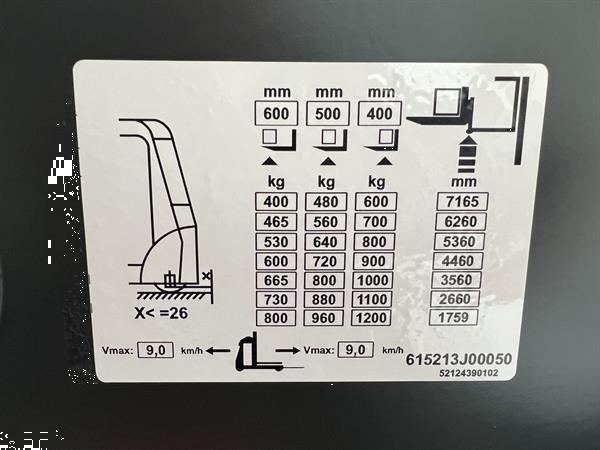 mm mm mm
600 500 400
kg kg kg mm
400 480 600 7165
465 560 700 6260
530 640 800 5360
600 720 900 4460
665 800 1000 3560
730 880 1100 2660
800 960 1200 1759
X
X< =26
Vmax: 9,0 km/h Vmax: 9,0 km/h
615213J00050
52124390102